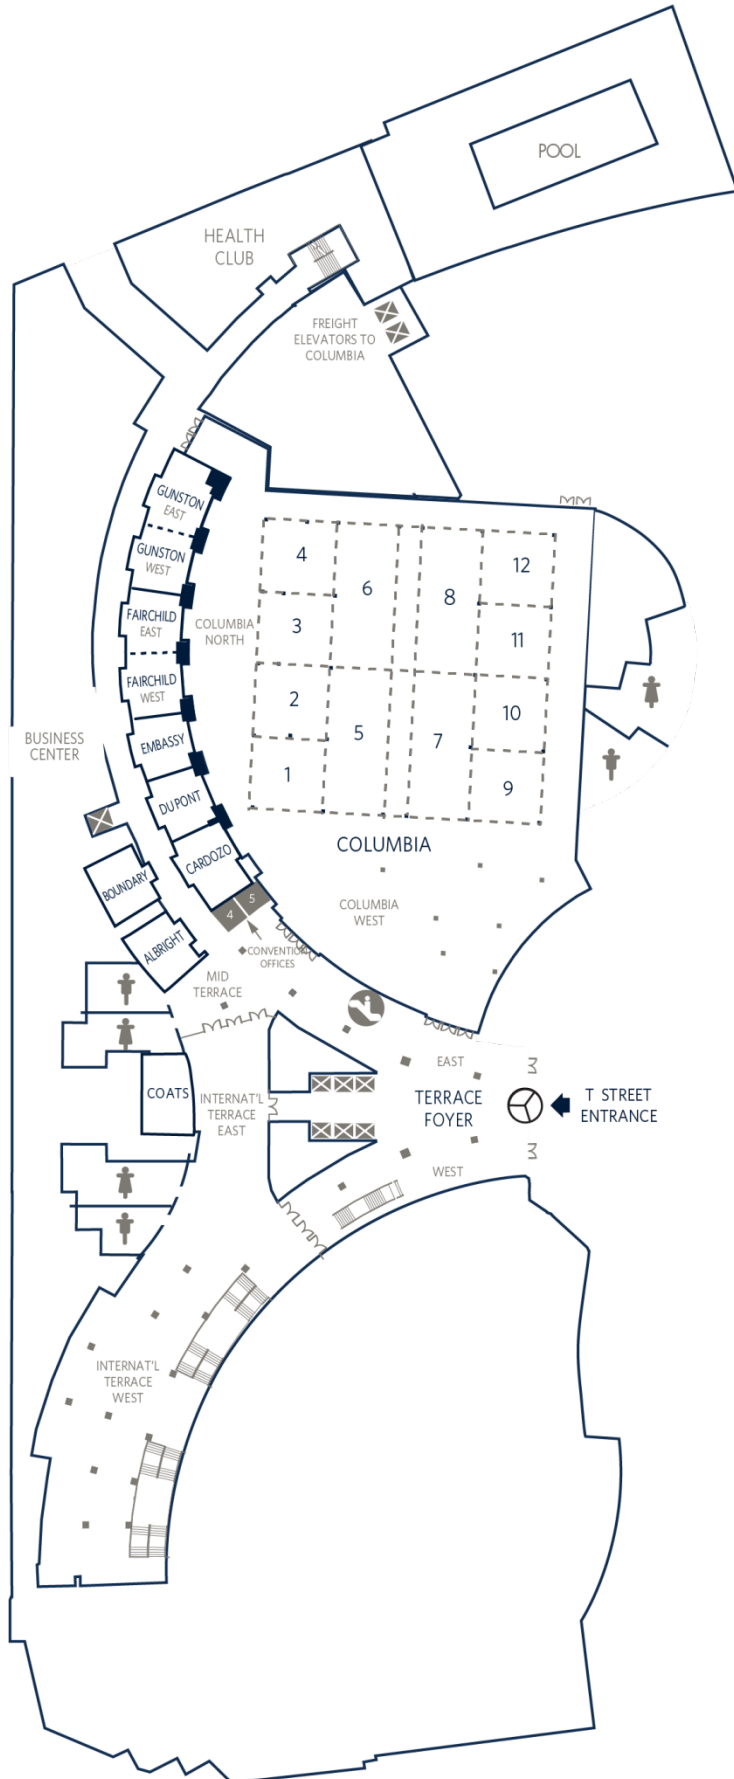 POOL
HEALTH
CLUB
FREIGHT
ELEVATORS TO
COLUMBIA
GUNSTON
EAST
GUNSTON
WEST
FAIRCHILD
EAST
FAIRCHILD
WEST
EMBASSY
DUPONT
CARDOZO
COLUMBIA
NORTH
4
6
8
12
3
11
2
5
7
10
1
9
COLUMBIA
COLUMBIA
WEST
BUSINESS
CENTER
BOUNDARY
ALBRIGHT
4
5
CONVENTION
OFFICES
MID
TERRACE
COATS
INTERNAT'L
TERRACE
EAST
EAST
TERRACE
FOYER
WEST
T STREET
ENTRANCE
INTERNAT'L
TERRACE
WEST